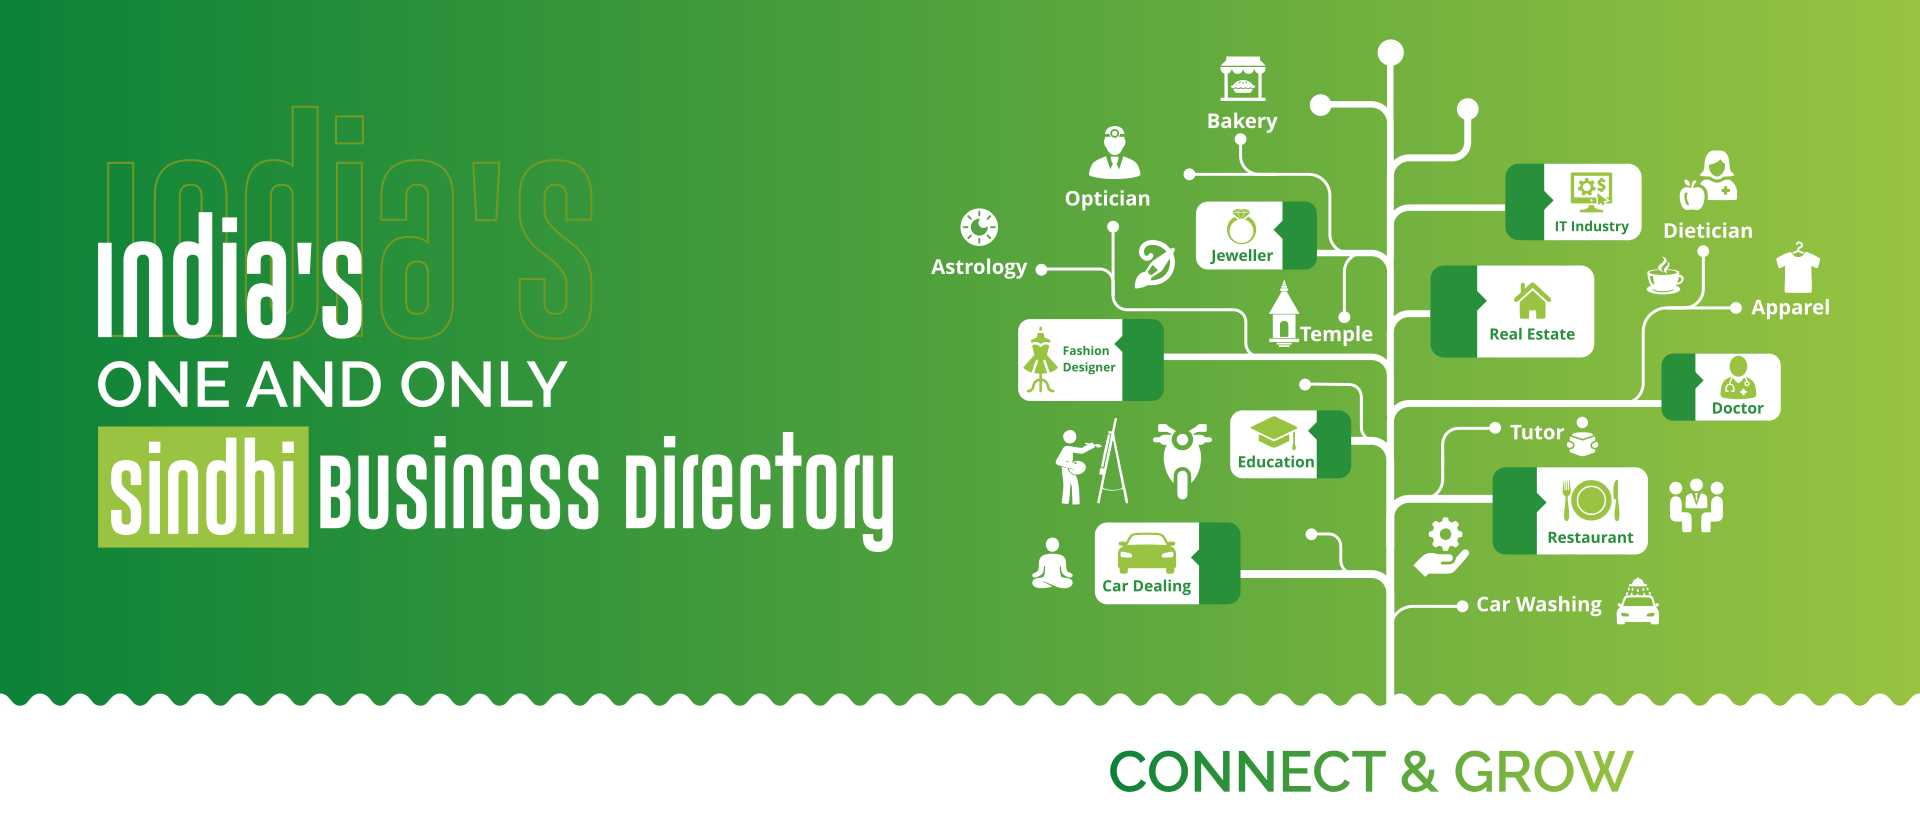 India's
India's
ONE AND ONLY
sindhi BUSINESS DIRECTORY
Bakery
Optician
Astrology
Jeweller
Temple
Fashion
Designer
Education
Car Dealing
IT Industry
Dietician
Real Estate
Apparel
Doctor
Tutor
Restaurant
Car Washing
$
CONNECT & GROW